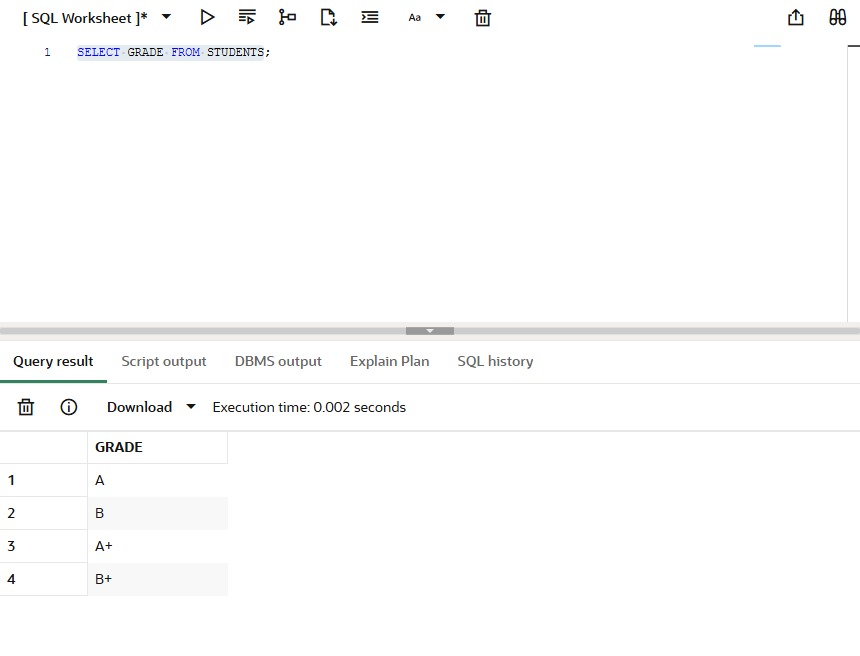 [ SQL Worksheet ]* Aa
1 SELECT GRADE FROM STUDENTS;
Query result Script output DBMS output Explain Plan SQL history
Download Execution time: 0.002 seconds
GRADE
1 A
2 B
3 A+
4 B+